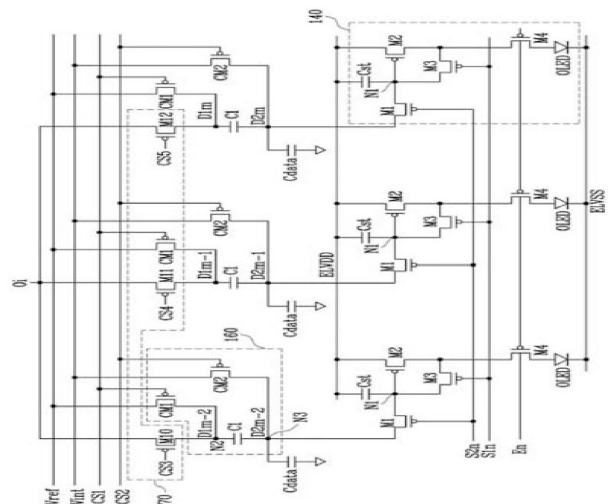 Oi
Vref
Vint
CS1
CS2
70
CS3
M10
CM1
CS4
M11
CM1
CS5
M12
CM1
CM2
CM2
CM2
D1m-2
D1m-1
D1m
N2
C1
C1
C1
160
D2m-2
D2m-1
D2m
N3
Cdata
Cdata
Cdata
ELVDD
140
Cst
Cst
Cst
N1
N1
N1
M1
M2
M1
M2
M1
M2
M3
M3
M3
S2n
S1n
En
M4
M4
M4
OLED
OLED
OLED
ELVSS